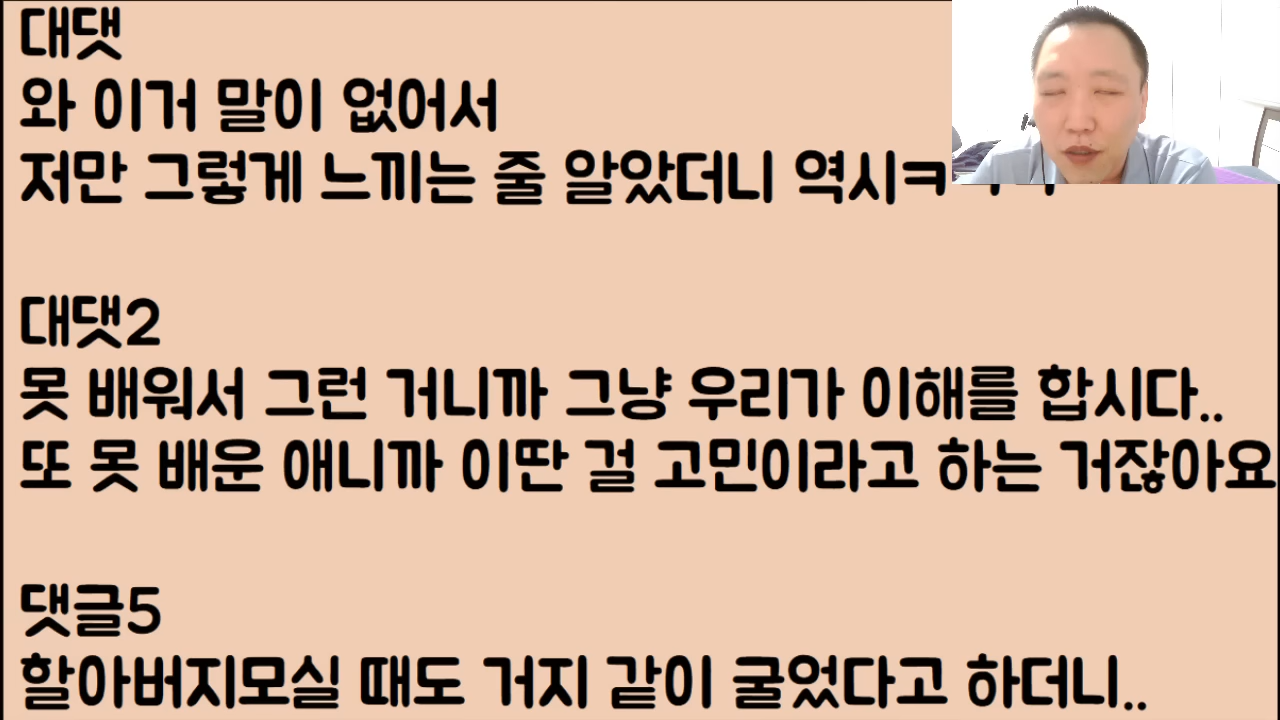 대댓
와 이거 말이 없어서
저만 그렇게 느끼는 줄 알았더니 역시ㅋ
대댓2
못 배워서 그런 거니까 그냥 우리가 이해를 합시다..
또 못 배운 애니까 이딴 걸 고민이라고 하는 거잖아요
댓글5
할아버지모실 때도 거지 같이 굴었다고 하더니..